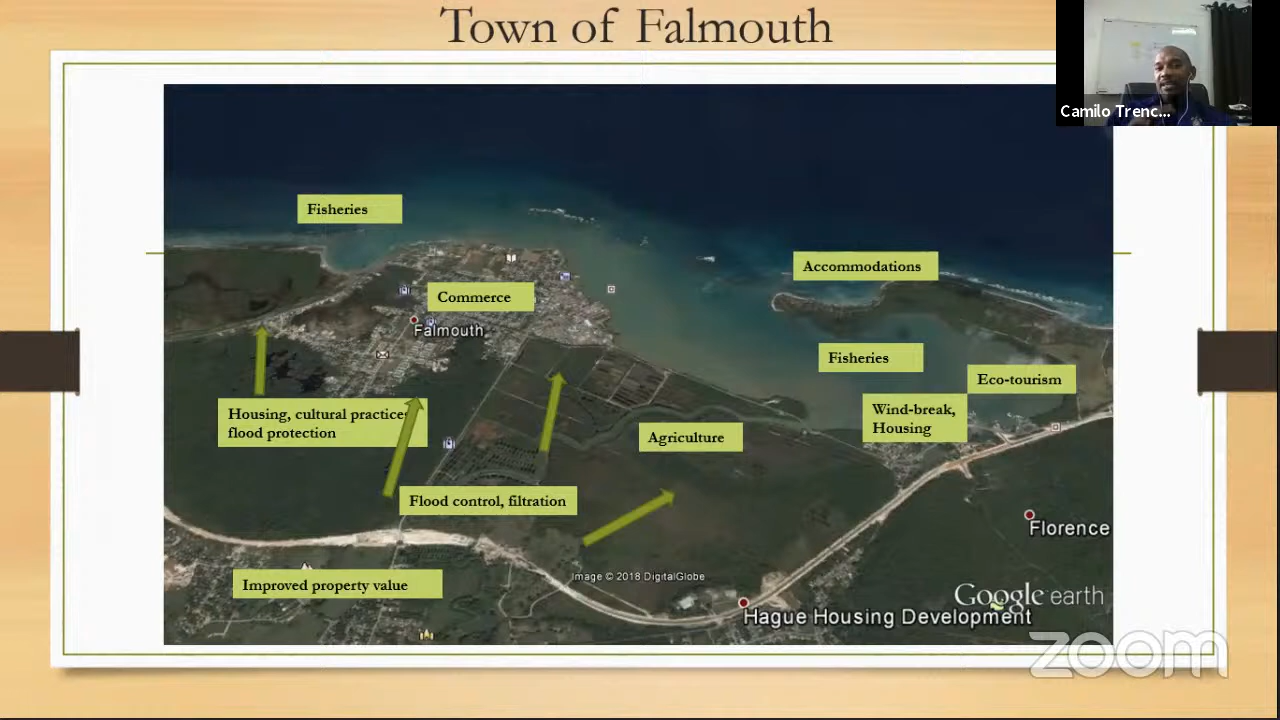 Town of Falmouth
Camilo Trenc...
Fisheries
Accommodations
Commerce
Falmouth
Fisheries
Eco-tourism
Housing, cultural practices
flood protection
Wind-break,
Housing
Agriculture
Flood control, filtration
Florence
Image © 2018 DigitalGlobe
Improved property value
Google earth
Hague Housing Development
zoom